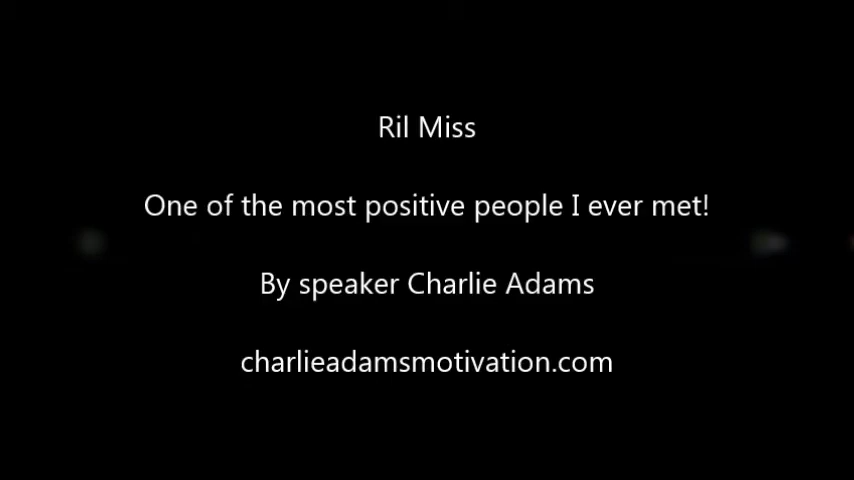 Ril Miss
One of the most positive people I ever met!
By speaker Charlie Adams
charlieadamsmotivation.com